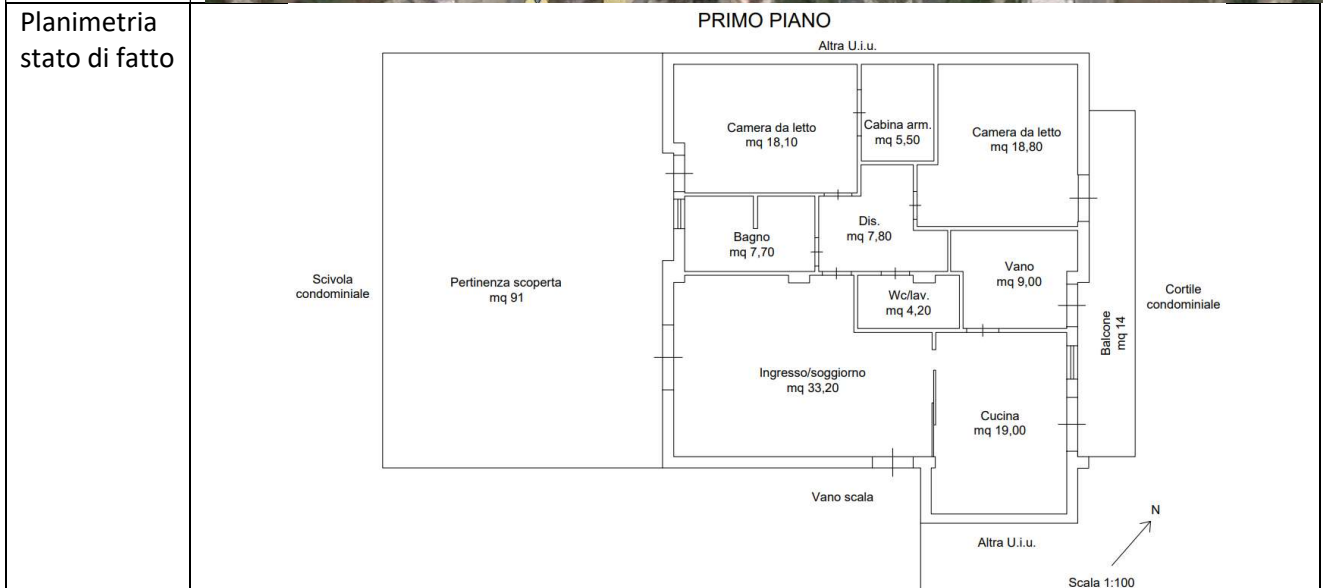 Planimetria
stato di fatto
PRIMO PIANO
Altra U.i.u.
Camera da letto
mq 18,10
Cabina arm.
mq 5,50
Camera da letto
mq 18,80
Bagno
mq 7,70
Dis.
mq 7,80
Vano
mq 9,00
Wc/lav.
mq 4,20
Scivola
condominiale
Pertinenza scoperta
mq 91
Balcone
mq 14
Cortile
condominiale
Ingresso/soggiorno
mq 33,20
Cucina
mq 19,00
Vano scala
N
Altra U.i.u.
Scala 1:100